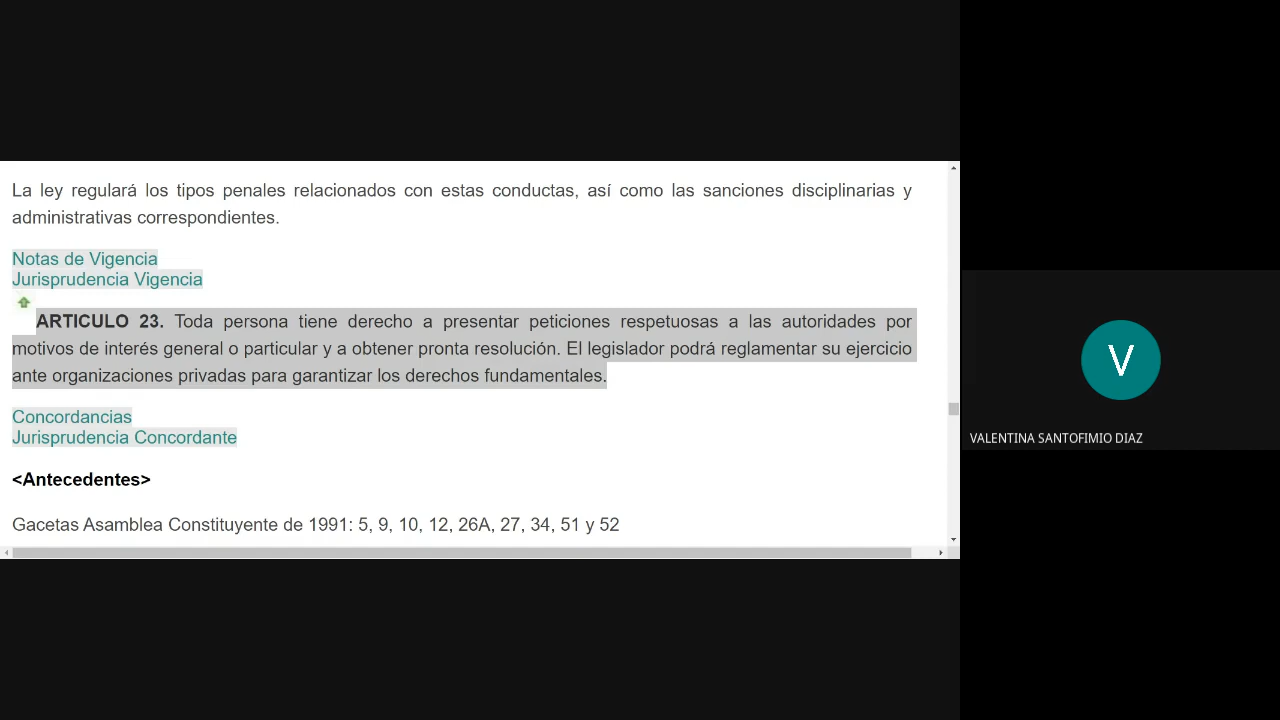 La ley regulará los tipos penales relacionados con estas conductas, así como las sanciones disciplinarias y
administrativas correspondientes.
Notas de Vigencia
Jurisprudencia Vigencia
ARTICULO 23. Toda persona tiene derecho a presentar peticiones respetuosas a las autoridades por
motivos de interés general o particular y a obtener pronta resolución. El legislador podrá reglamentar su ejercicio
ante organizaciones privadas para garantizar los derechos fundamentales.
Concordancias
Jurisprudencia Concordante
<Antecedentes>
Gacetas Asamblea Constituyente de 1991: 5, 9, 10, 12, 26A, 27, 34, 51 y 52
V
VALENTINA SANTOFIMIO DIAZ